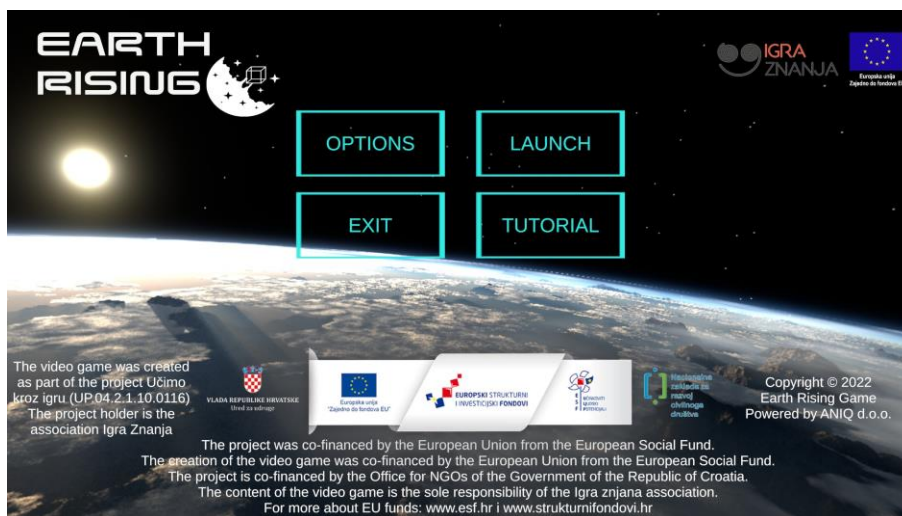 EARTH
RISING
IGRA
ZNANJA
Europska unija
Zajedno do fondova EU
OPTIONS
LAUNCH
EXIT
TUTORIAL
The video game was created
as part of the project Učimo
kroz igru (UP.04.2.1.10.0116)
The project holder is the
association Igra Znanja
VLADA REPUBLIKE HRVATSKE
Ured za udruge
Europska unija
"Zajedno do fondova EU"
EUROPSKI STRUKTURNI
I INVESTICIJSKI FONDOVI
Nacionalna
zaklada za
razvoj
civilnoga
društva
Copyright © 2022
Earth Rising Game
Powered by ANIQ d.o.o.
The project was co-financed by the European Union from the European Social Fund.
The creation of the video game was co-financed by the European Union from the European Social Fund.
The project is co-financed by the Office for NGOs of the Government of the Republic of Croatia.
The content of the video game is the sole responsibility of the Igra znjana association.
For more about EU funds: www.esf.hr i www.strukturnifondovi.hr